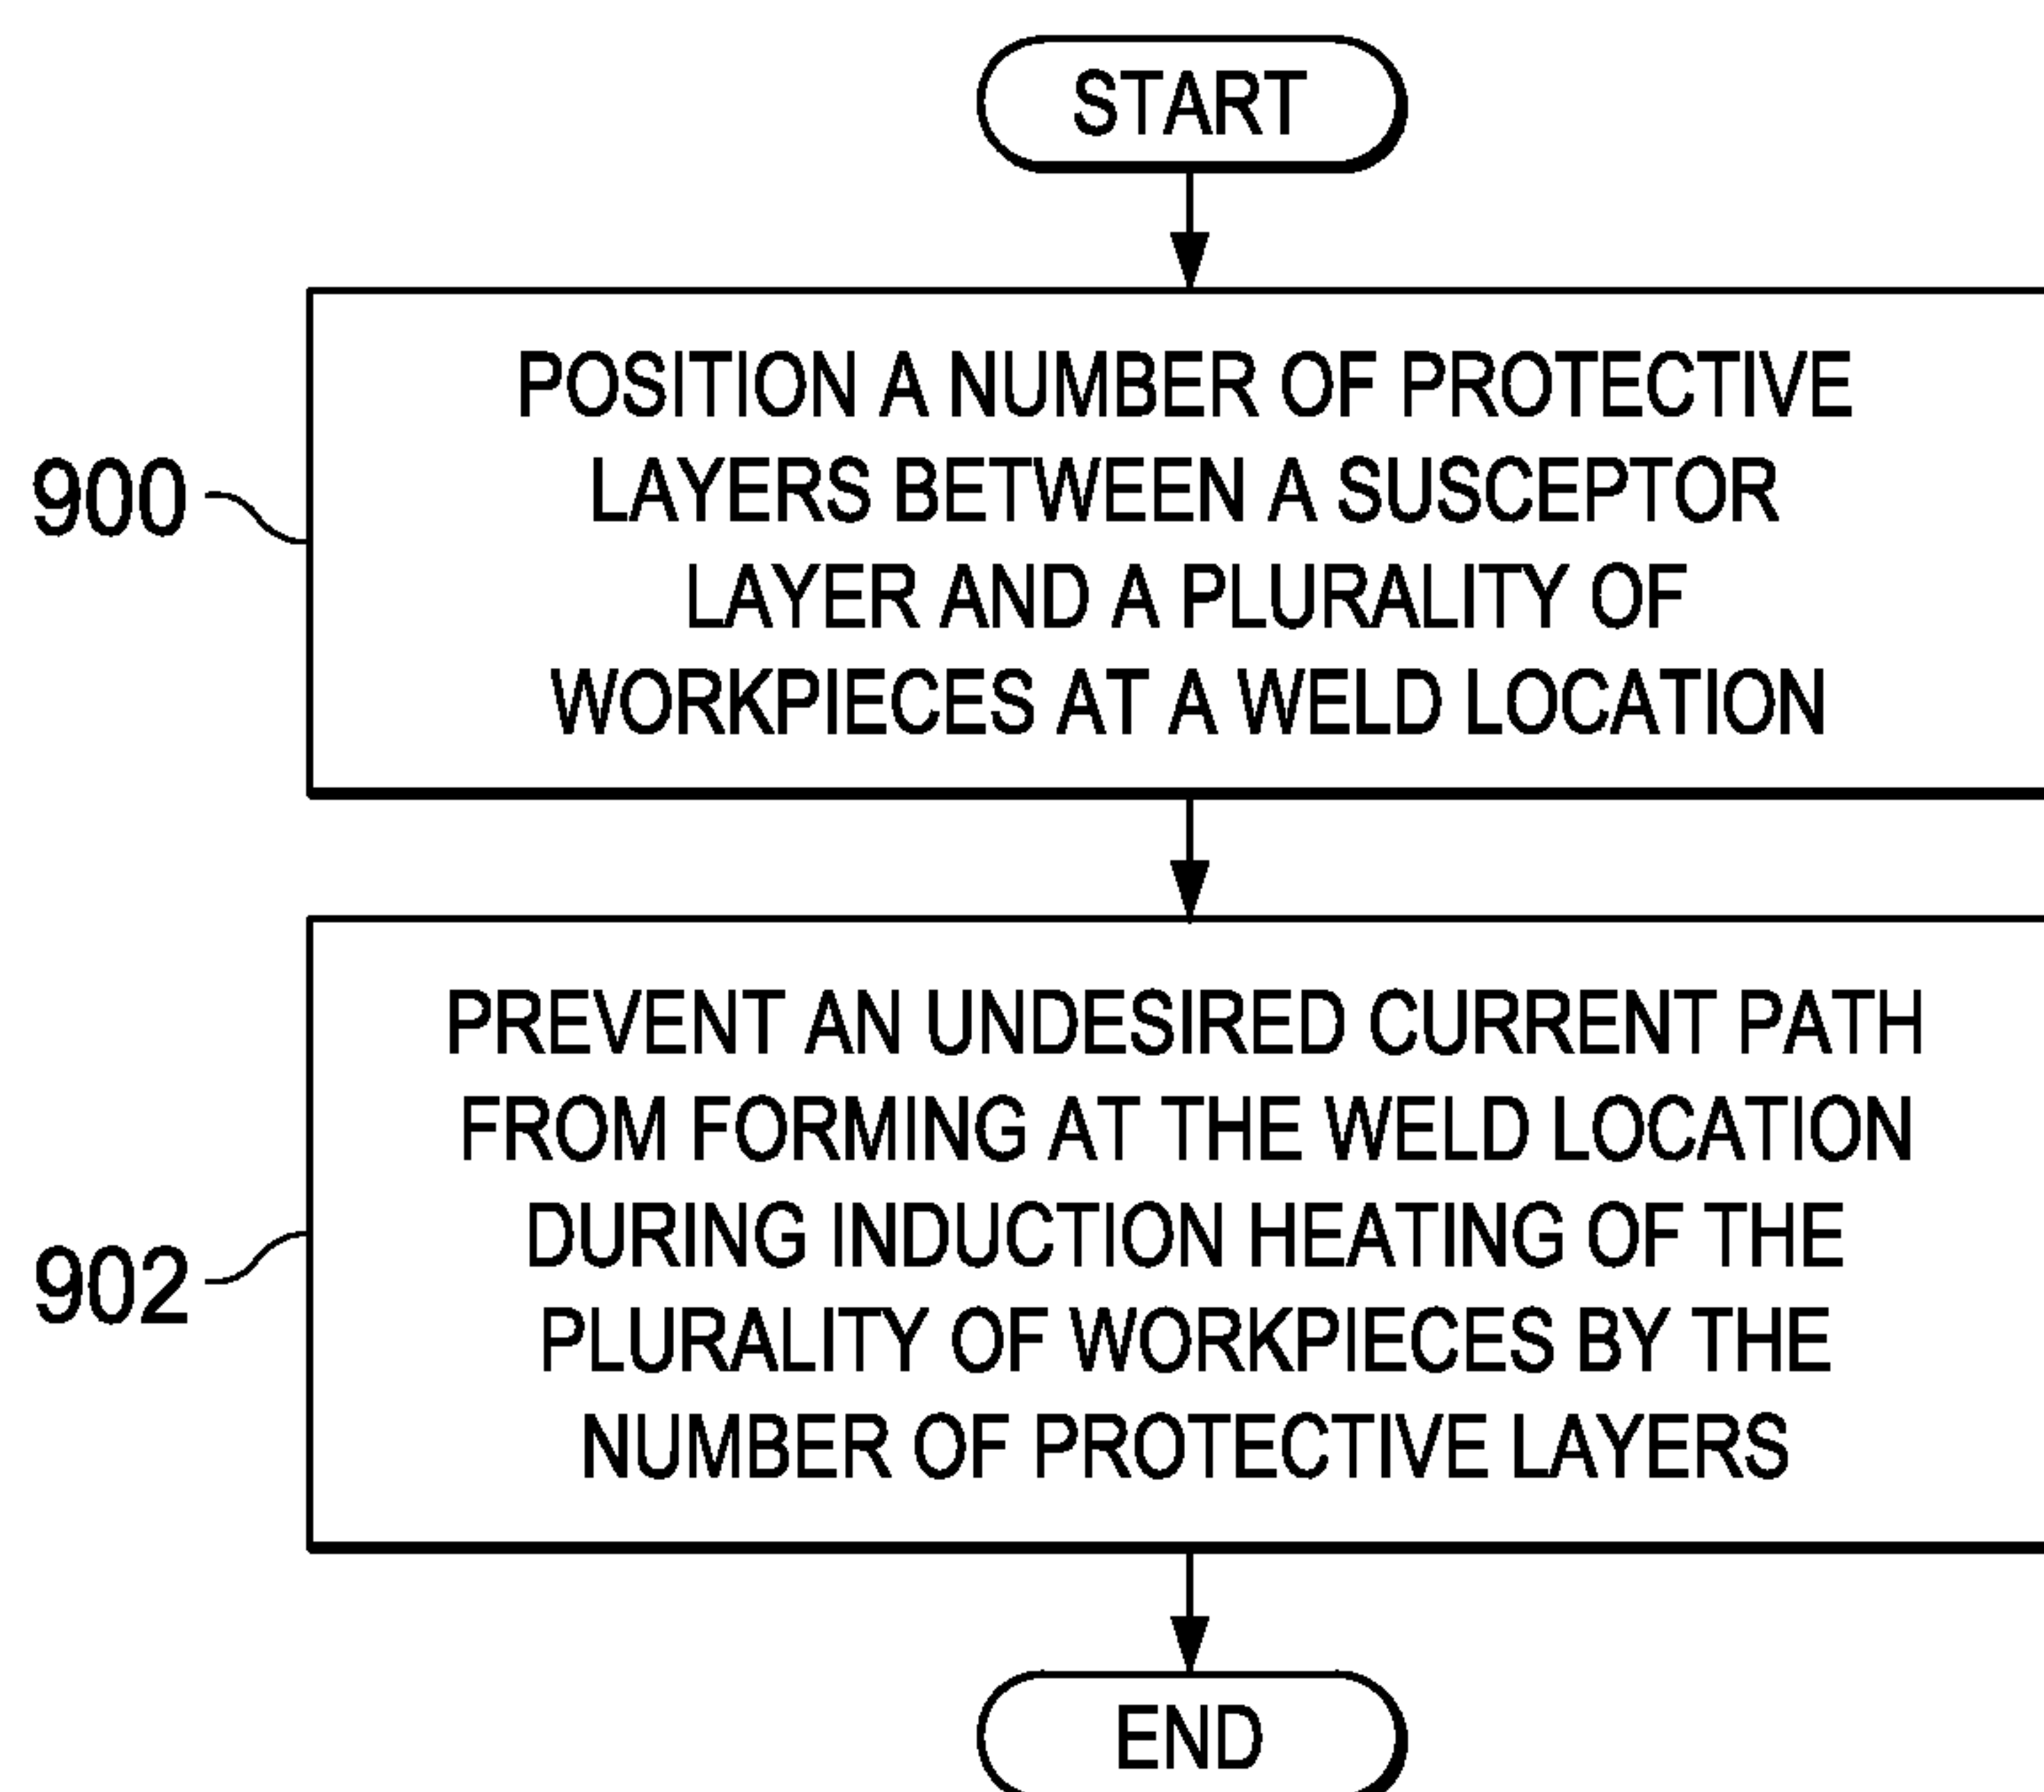 START
POSITION A NUMBER OF PROTECTIVE
LAYERS BETWEEN A SUSCEPTOR
LAYER AND A PLURALITY OF
WORKPIECES AT A WELD LOCATION
900
PREVENT AN UNDESIRED CURRENT PATH
FROM FORMING AT THE WELD LOCATION
DURING INDUCTION HEATING OF THE
PLURALITY OF WORKPIECES BY THE
NUMBER OF PROTECTIVE LAYERS
902
END